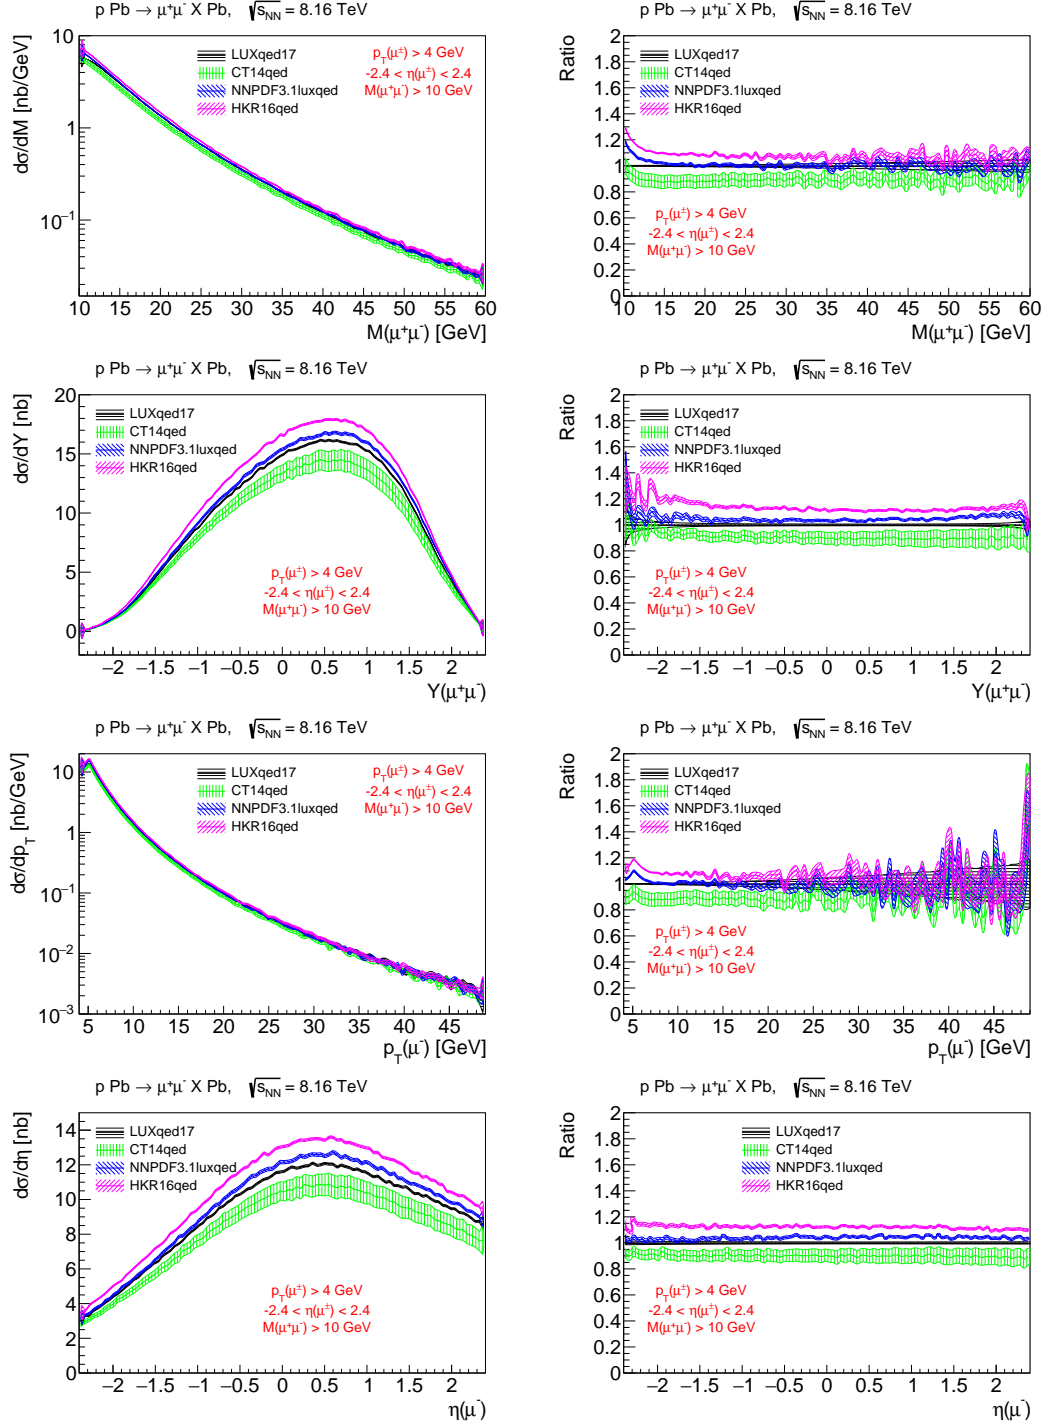 p Pb → μ⁺μ⁻ X Pb, √s_NN = 8.16 TeV
dσ/dM [nb/GeV]
LUXqed17
CT14qed
NNPDF3.1luxqed
HKR16qed
p_T(μ^±) > 4 GeV
-2.4 < η(μ^±) < 2.4
M(μ⁺μ⁻) > 10 GeV
10
1
10⁻¹
10 15 20 25 30 35 40 45 50 55 60
M(μ⁺μ⁻) [GeV]
p Pb → μ⁺μ⁻ X Pb, √s_NN = 8.16 TeV
Ratio
LUXqed17
CT14qed
NNPDF3.1luxqed
HKR16qed
p_T(μ^±) > 4 GeV
-2.4 < η(μ^±) < 2.4
M(μ⁺μ⁻) > 10 GeV
2
1.8
1.6
1.4
1.2
1
0.8
0.6
0.4
0.2
0
10 15 20 25 30 35 40 45 50 55 60
M(μ⁺μ⁻) [GeV]
p Pb → μ⁺μ⁻ X Pb, √s_NN = 8.16 TeV
dσ/dY [nb]
LUXqed17
CT14qed
NNPDF3.1luxqed
HKR16qed
p_T(μ^±) > 4 GeV
-2.4 < η(μ^±) < 2.4
M(μ⁺μ⁻) > 10 GeV
20
15
10
5
0
−2 −1.5 −1 −0.5 0 0.5 1 1.5 2
Y(μ⁺μ⁻)
p Pb → μ⁺μ⁻ X Pb, √s_NN = 8.16 TeV
Ratio
LUXqed17
CT14qed
NNPDF3.1luxqed
HKR16qed
p_T(μ^±) > 4 GeV
-2.4 < η(μ^±) < 2.4
M(μ⁺μ⁻) > 10 GeV
2
1.8
1.6
1.4
1.2
1
0.8
0.6
0.4
0.2
0
−2 −1.5 −1 −0.5 0 0.5 1 1.5 2
Y(μ⁺μ⁻)
p Pb → μ⁺μ⁻ X Pb, √s_NN = 8.16 TeV
dσ/dp_T [nb/GeV]
LUXqed17
CT14qed
NNPDF3.1luxqed
HKR16qed
p_T(μ^±) > 4 GeV
-2.4 < η(μ^±) < 2.4
M(μ⁺μ⁻) > 10 GeV
10
1
10⁻¹
10⁻²
10⁻³
5 10 15 20 25 30 35 40 45
p_T(μ⁻) [GeV]
p Pb → μ⁺μ⁻ X Pb, √s_NN = 8.16 TeV
Ratio
LUXqed17
CT14qed
NNPDF3.1luxqed
HKR16qed
p_T(μ^±) > 4 GeV
-2.4 < η(μ^±) < 2.4
M(μ⁺μ⁻) > 10 GeV
2
1.8
1.6
1.4
1.2
1
0.8
0.6
0.4
0.2
0
5 10 15 20 25 30 35 40 45
p_T(μ⁻) [GeV]
p Pb → μ⁺μ⁻ X Pb, √s_NN = 8.16 TeV
dσ/dη [nb]
LUXqed17
CT14qed
NNPDF3.1luxqed
HKR16qed
p_T(μ^±) > 4 GeV
-2.4 < η(μ^±) < 2.4
M(μ⁺μ⁻) > 10 GeV
14
12
10
8
6
4
2
0
−2 −1.5 −1 −0.5 0 0.5 1 1.5 2
η(μ⁻)
p Pb → μ⁺μ⁻ X Pb, √s_NN = 8.16 TeV
Ratio
LUXqed17
CT14qed
NNPDF3.1luxqed
HKR16qed
p_T(μ^±) > 4 GeV
-2.4 < η(μ^±) < 2.4
M(μ⁺μ⁻) > 10 GeV
2
1.8
1.6
1.4
1.2
1
0.8
0.6
0.4
0.2
0
−2 −1.5 −1 −0.5 0 0.5 1 1.5 2
η(μ⁻)